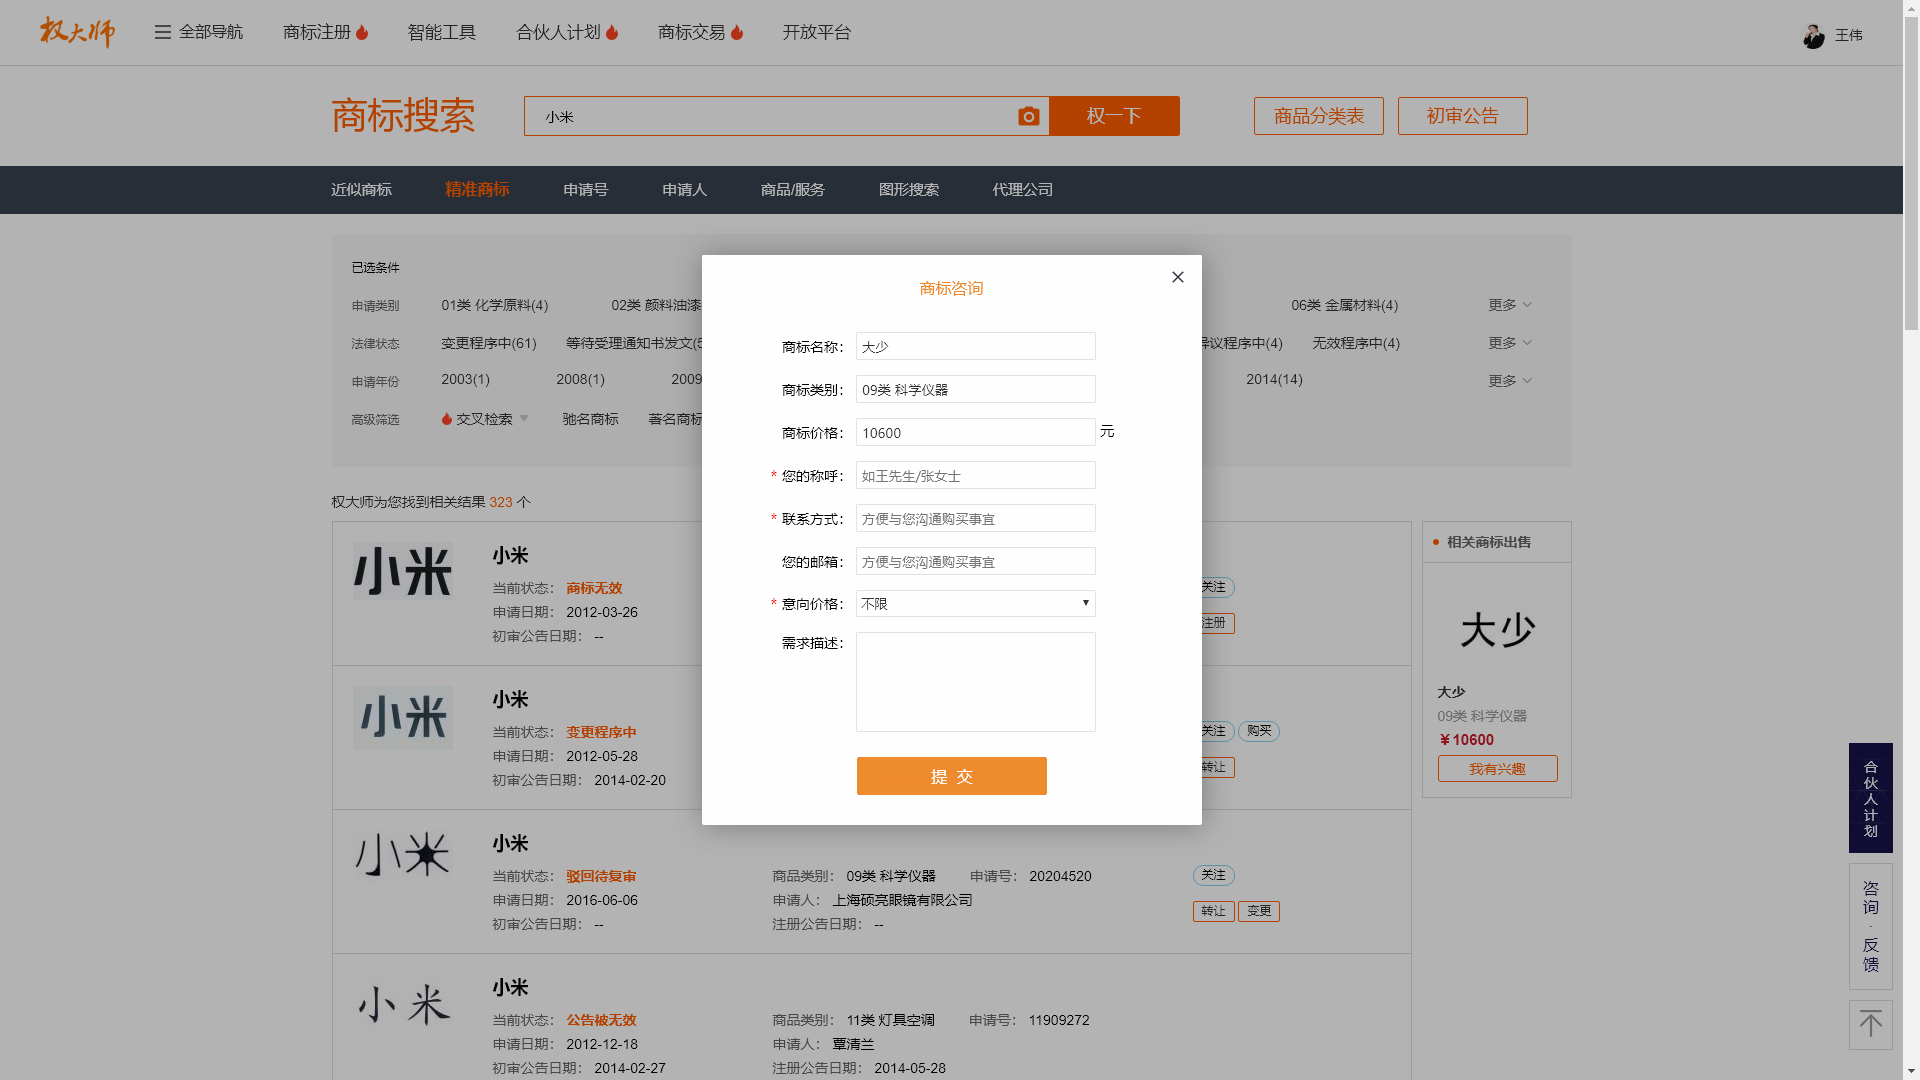 权大师 全部导航 商标注册 智能工具 合伙人计划 商标交易 开放平台 王伟
商标搜索 小米 权一下 商品分类表 初审公告
近似商标 精准商标 申请号 申请人 商品/服务 图形搜索 代理公司
已选条件
申请类别 01类 化学原料(4) 02类 颜料油漆 06类 金属材料(4) 更多
法律状态 变更程序中(61) 等待受理通知书发文( 异议程序中(4) 无效程序中(4) 更多
申请年份 2003(1) 2008(1) 2009 2014(14) 更多
高级筛选 交叉检索 驰名商标 著名商标
权大师为您找到相关结果 323 个
商标咨询
商标名称： 大少
商标类别： 09类 科学仪器
商标价格： 10600 元
* 您的称呼： 如王先生/张女士
* 联系方式： 方便与您沟通购买事宜
您的邮箱： 方便与您沟通购买事宜
* 意向价格： 不限
需求描述：
提 交
小米
小米
当前状态： 商标无效
申请日期： 2012-03-26
初审公告日期： --
关注
注册
小米
小米
当前状态： 变更程序中
申请日期： 2012-05-28
初审公告日期： 2014-02-20
关注 购买
转让
小米
小米
当前状态： 驳回待复审 商品类别： 09类 科学仪器 申请号： 20204520
申请日期： 2016-06-06 申请人： 上海硕亮眼镜有限公司
初审公告日期： -- 注册公告日期： --
关注
转让 变更
小米
小米
当前状态： 公告被无效 商品类别： 11类 灯具空调 申请号： 11909272
申请日期： 2012-12-18 申请人： 覃清兰
初审公告日期： 2014-02-27 注册公告日期： 2014-05-28
相关商标出售
大少
大少
09类 科学仪器
¥10600
我有兴趣
合伙人计划
咨询·反馈